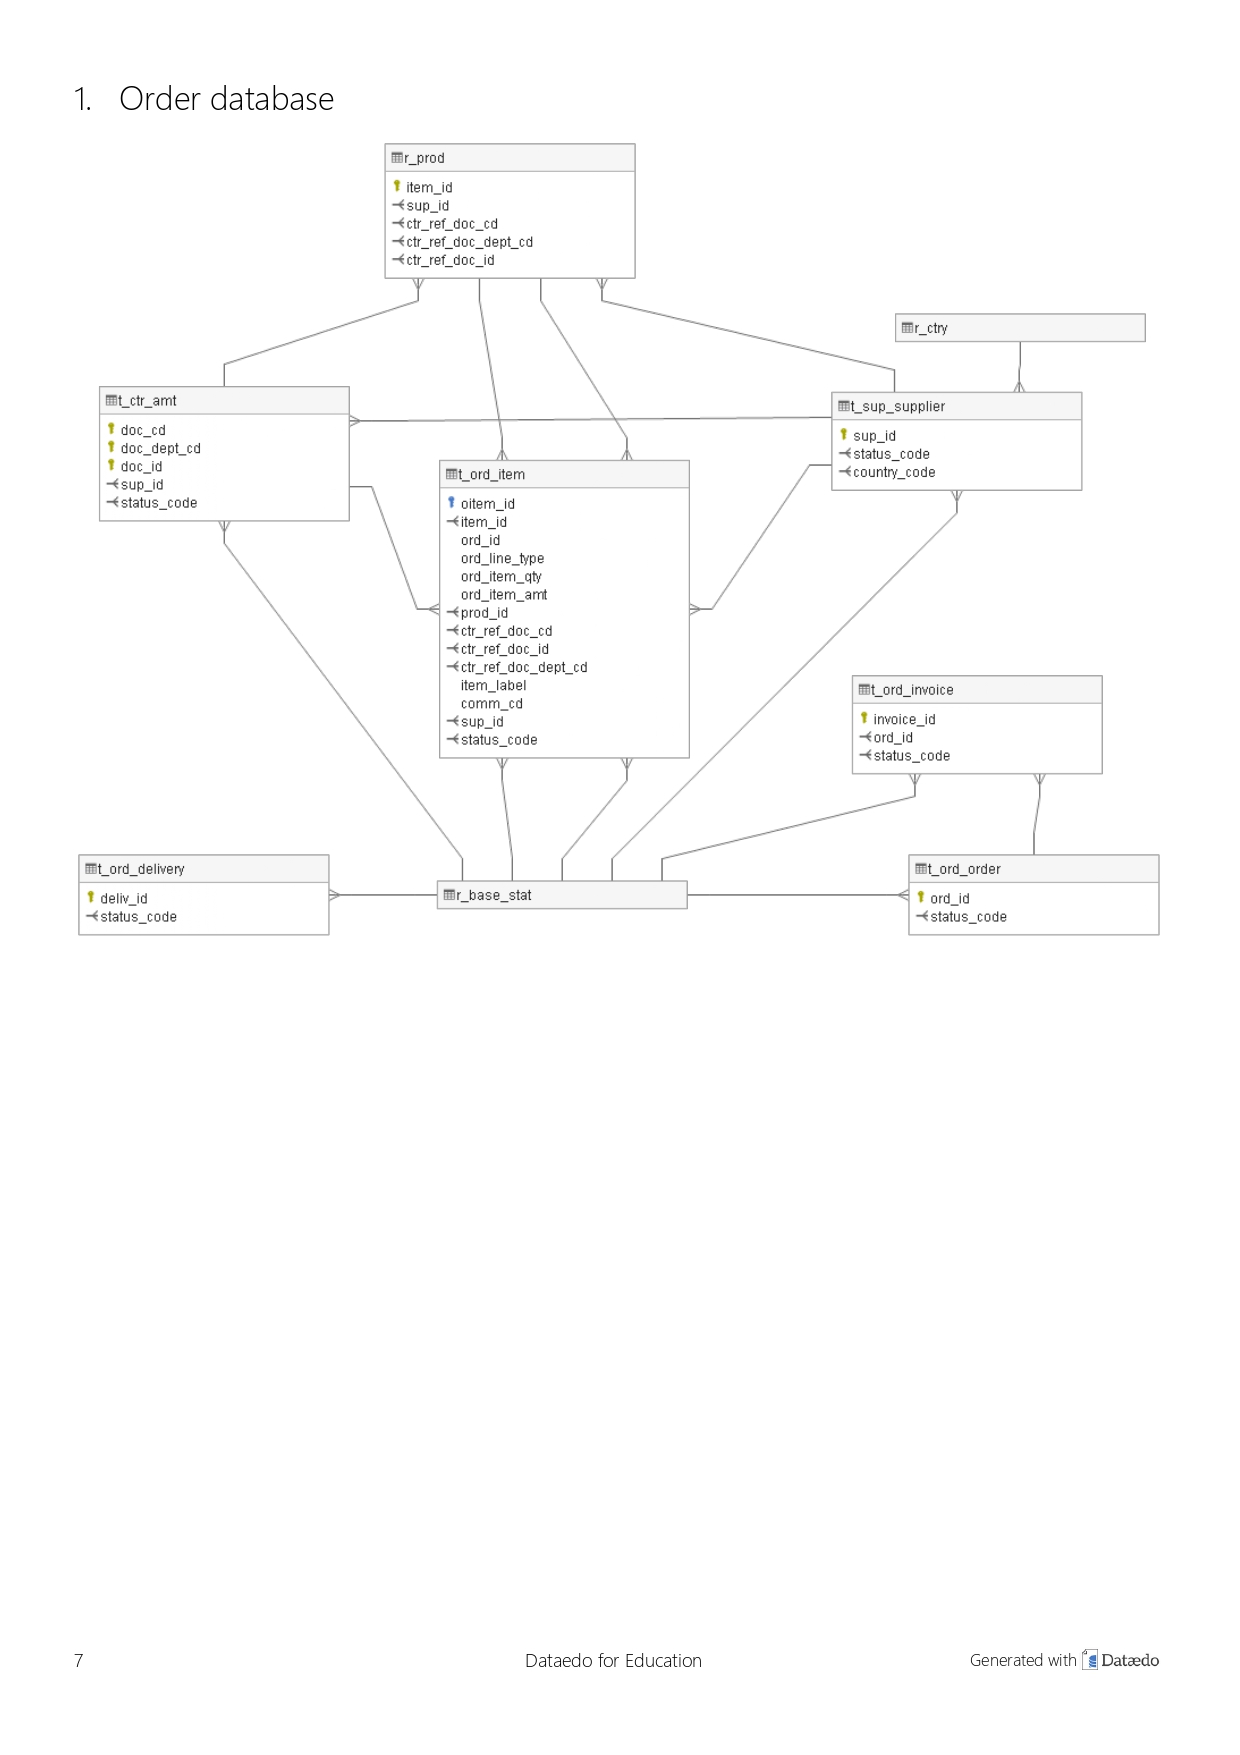 1. Order database
r_prod
item_id
sup_id
ctr_ref_doc_cd
ctr_ref_doc_dept_cd
ctr_ref_doc_id
r_ctry
t_ctr_amt
doc_cd
doc_dept_cd
doc_id
sup_id
status_code
t_sup_supplier
sup_id
status_code
country_code
t_ord_item
oitem_id
item_id
ord_id
ord_line_type
ord_item_qty
ord_item_amt
prod_id
ctr_ref_doc_cd
ctr_ref_doc_id
ctr_ref_doc_dept_cd
item_label
comm_cd
sup_id
status_code
t_ord_invoice
invoice_id
ord_id
status_code
t_ord_delivery
deliv_id
status_code
r_base_stat
t_ord_order
ord_id
status_code
7
Dataedo for Education
Generated with Dataedo